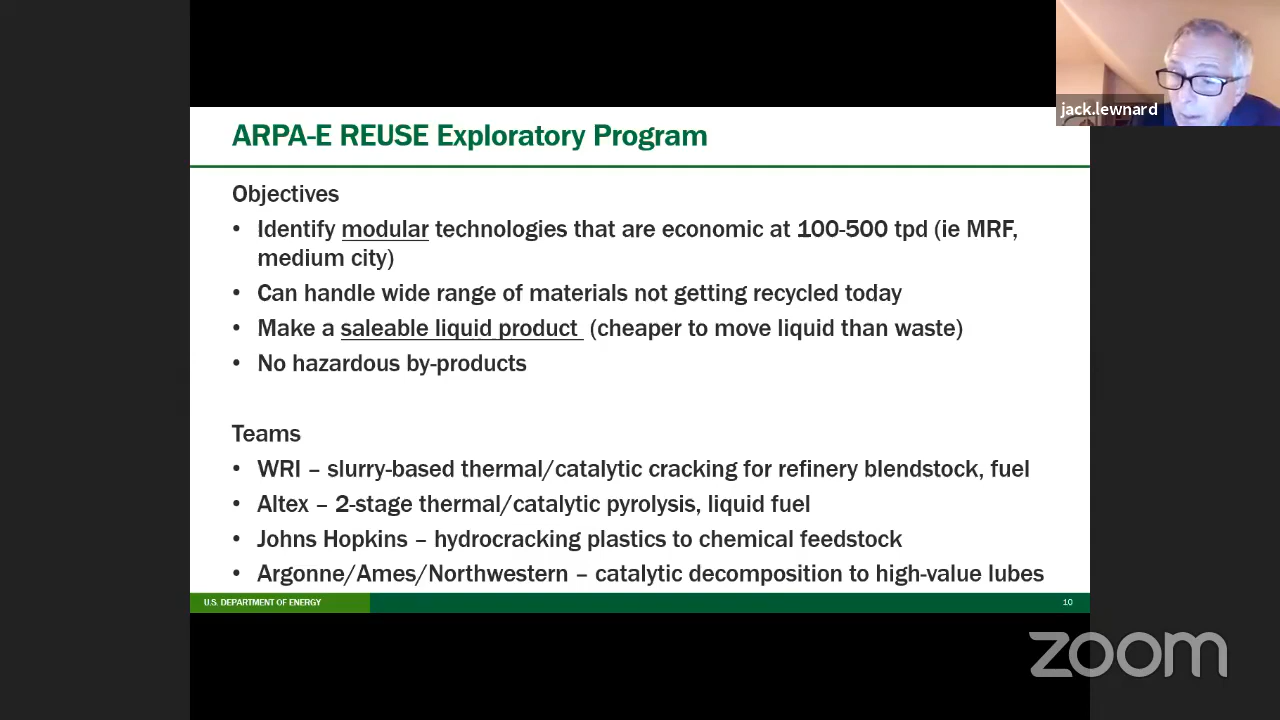 jack.lewnard
ARPA-E REUSE Exploratory Program
Objectives
• Identify modular technologies that are economic at 100-500 tpd (ie MRF,
medium city)
• Can handle wide range of materials not getting recycled today
• Make a saleable liquid product (cheaper to move liquid than waste)
• No hazardous by-products
Teams
• WRI – slurry-based thermal/catalytic cracking for refinery blendstock, fuel
• Altex – 2-stage thermal/catalytic pyrolysis, liquid fuel
• Johns Hopkins – hydrocracking plastics to chemical feedstock
• Argonne/Ames/Northwestern – catalytic decomposition to high-value lubes
U.S. DEPARTMENT OF ENERGY
10
zoom